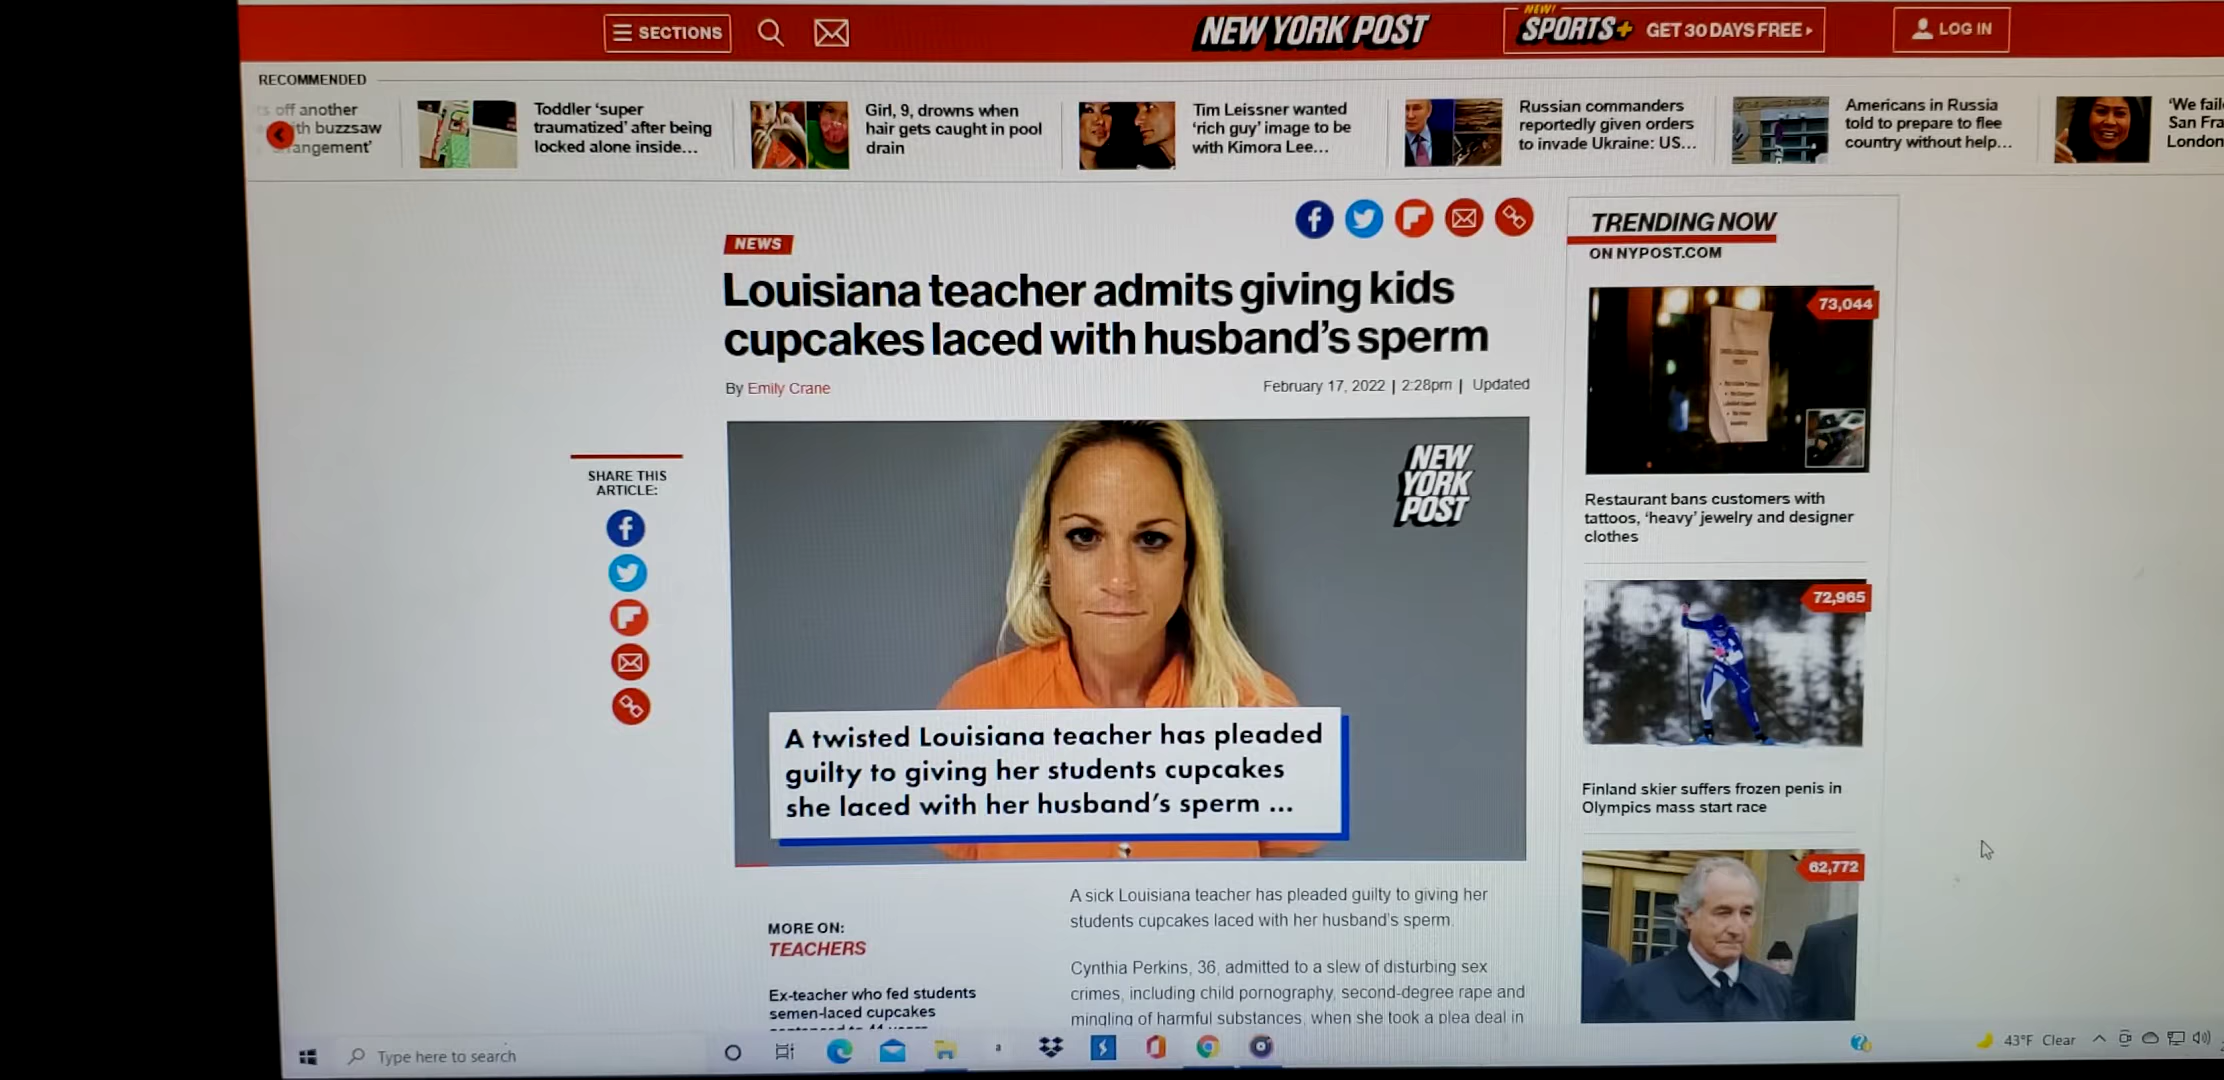 SECTIONS
NEW YORK POST
NEW!
SPORTS+ GET 30 DAYS FREE
LOG IN
RECOMMENDED
off another
th buzzsaw
angement’
Toddler ‘super
traumatized’ after being
locked alone inside...
Girl, 9, drowns when
hair gets caught in pool
drain
Tim Leissner wanted
‘rich guy’ image to be
with Kimora Lee...
Russian commanders
reportedly given orders
to invade Ukraine: US...
Americans in Russia
told to prepare to flee
country without help...
‘We fail
San Fra
London
NEWS
Louisiana teacher admits giving kids
cupcakes laced with husband’s sperm
By Emily Crane
February 17, 2022 | 2:28pm | Updated
SHARE THIS
ARTICLE:
NEW
YORK
POST
A twisted Louisiana teacher has pleaded
guilty to giving her students cupcakes
she laced with her husband’s sperm ...
MORE ON:
TEACHERS
Ex-teacher who fed students
semen-laced cupcakes
A sick Louisiana teacher has pleaded guilty to giving her
students cupcakes laced with her husband’s sperm.
Cynthia Perkins, 36, admitted to a slew of disturbing sex
crimes, including child pornography, second-degree rape and
mingling of harmful substances, when she took a plea deal in
TRENDING NOW
ON NYPOST.COM
73,044
Restaurant bans customers with
tattoos, ‘heavy’ jewelry and designer
clothes
72,965
Finland skier suffers frozen penis in
Olympics mass start race
62,772
Type here to search
43°F Clear